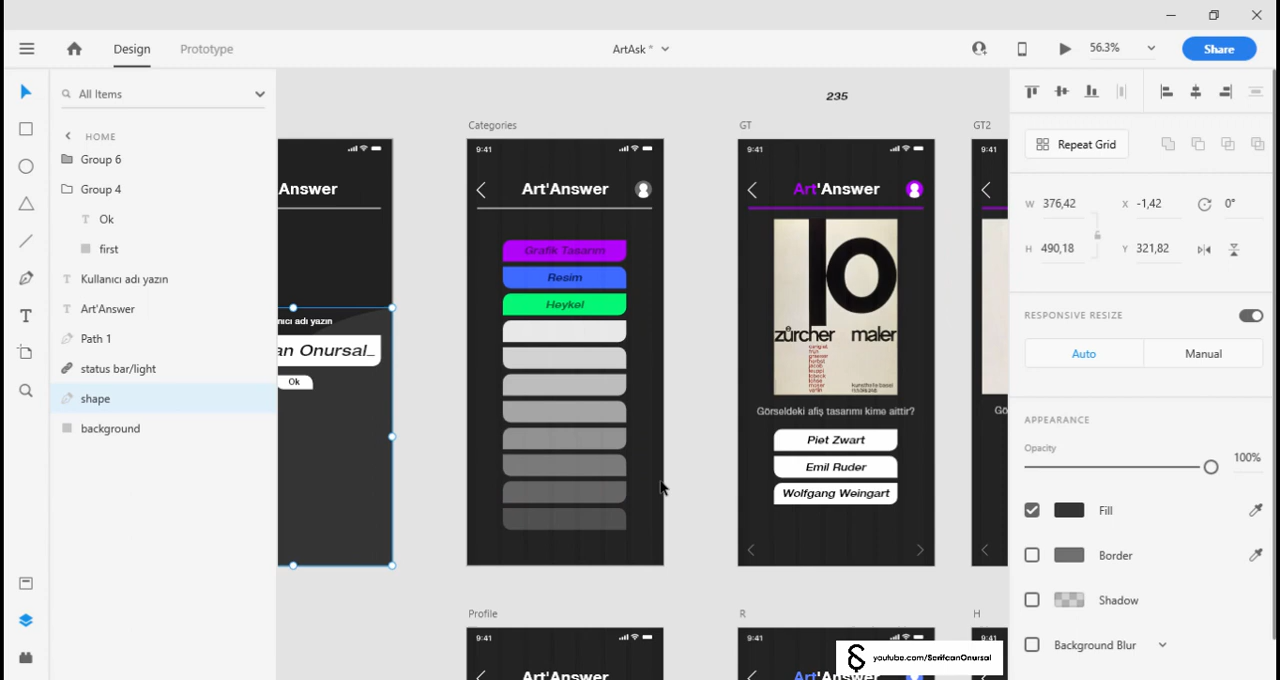 Design
Prototype
ArtAsk *
56.3%
Share
All Items
HOME
Group 6
Group 4
Ok
first
Kullanıcı adı yazın
Art'Answer
Path 1
status bar/light
shape
background
235
Answer
nıcı adı yazın
an Onursal_
Ok
Categories
9:41
Art'Answer
Grafik Tasarım
Resim
Heykel
GT
9:41
Art'Answer
zürcher maler
Görseldeki afiş tasarımı kime aittir?
Piet Zwart
Emil Ruder
Wolfgang Weingart
GT2
9:41
Gö
Profile
9:41
Art'Answer
R
9:41
Art'Answer
H
9:41
youtube.com/SerifcanOnursal
Repeat Grid
W 376,42 X -1,42 0°
H 490,18 Y 321,82
RESPONSIVE RESIZE
Auto
Manual
APPEARANCE
Opacity
100%
Fill
Border
Shadow
Background Blur